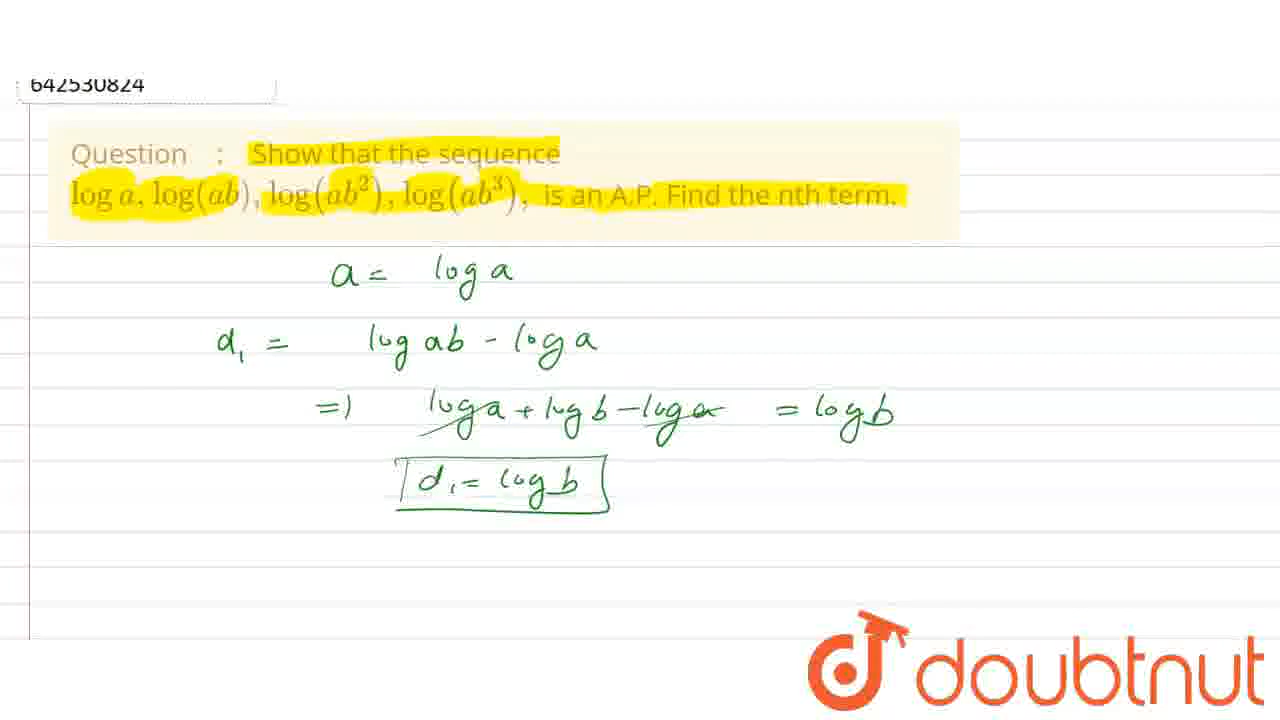 642530824
Question : Show that the sequence
log a, log(ab), log(ab²), log(ab³), is an A.P. Find the nth term.
a = log a
d₁ = log ab - log a
=) log a + log b - log a = log b
d₁ = log b
doubtnut